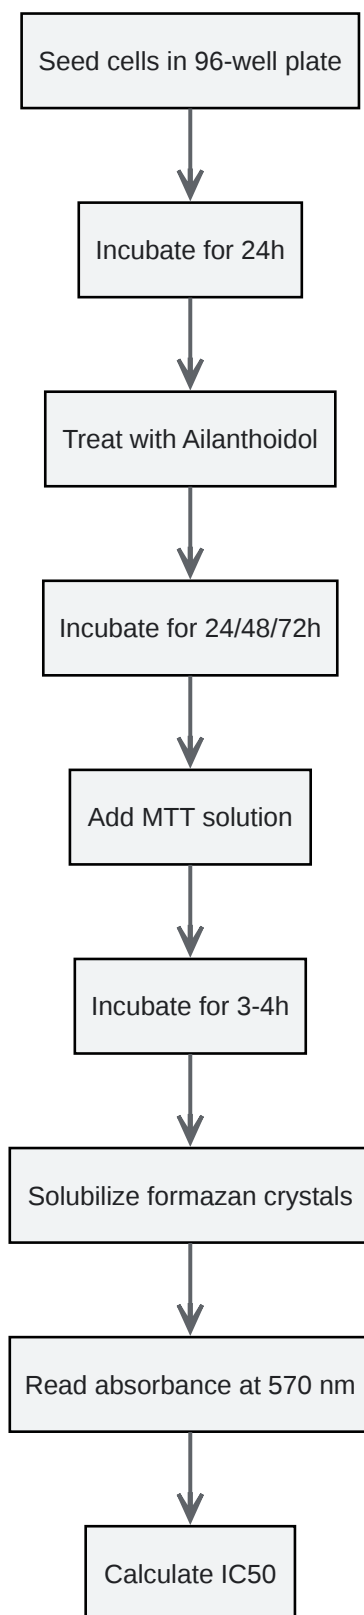 Seed cells in 96-well plate
Incubate for 24h
Treat with Ailanthoidol
Incubate for 24/48/72h
Add MTT solution
Incubate for 3-4h
Solubilize formazan crystals
Read absorbance at 570 nm
Calculate IC50